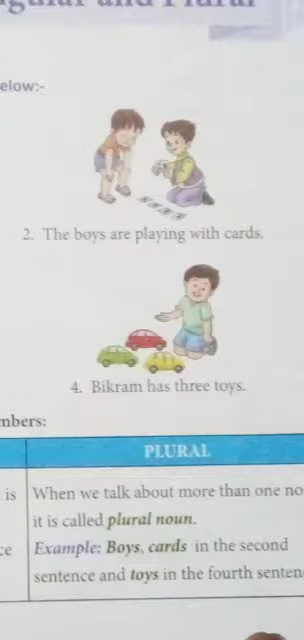 and Plural
elow:-
2. The boys are playing with cards.
4. Bikram has three toys.
mbers:
PLURAL
is When we talk about more than one no
it is called plural noun.
ce Example: Boys, cards in the second
sentence and toys in the fourth senten